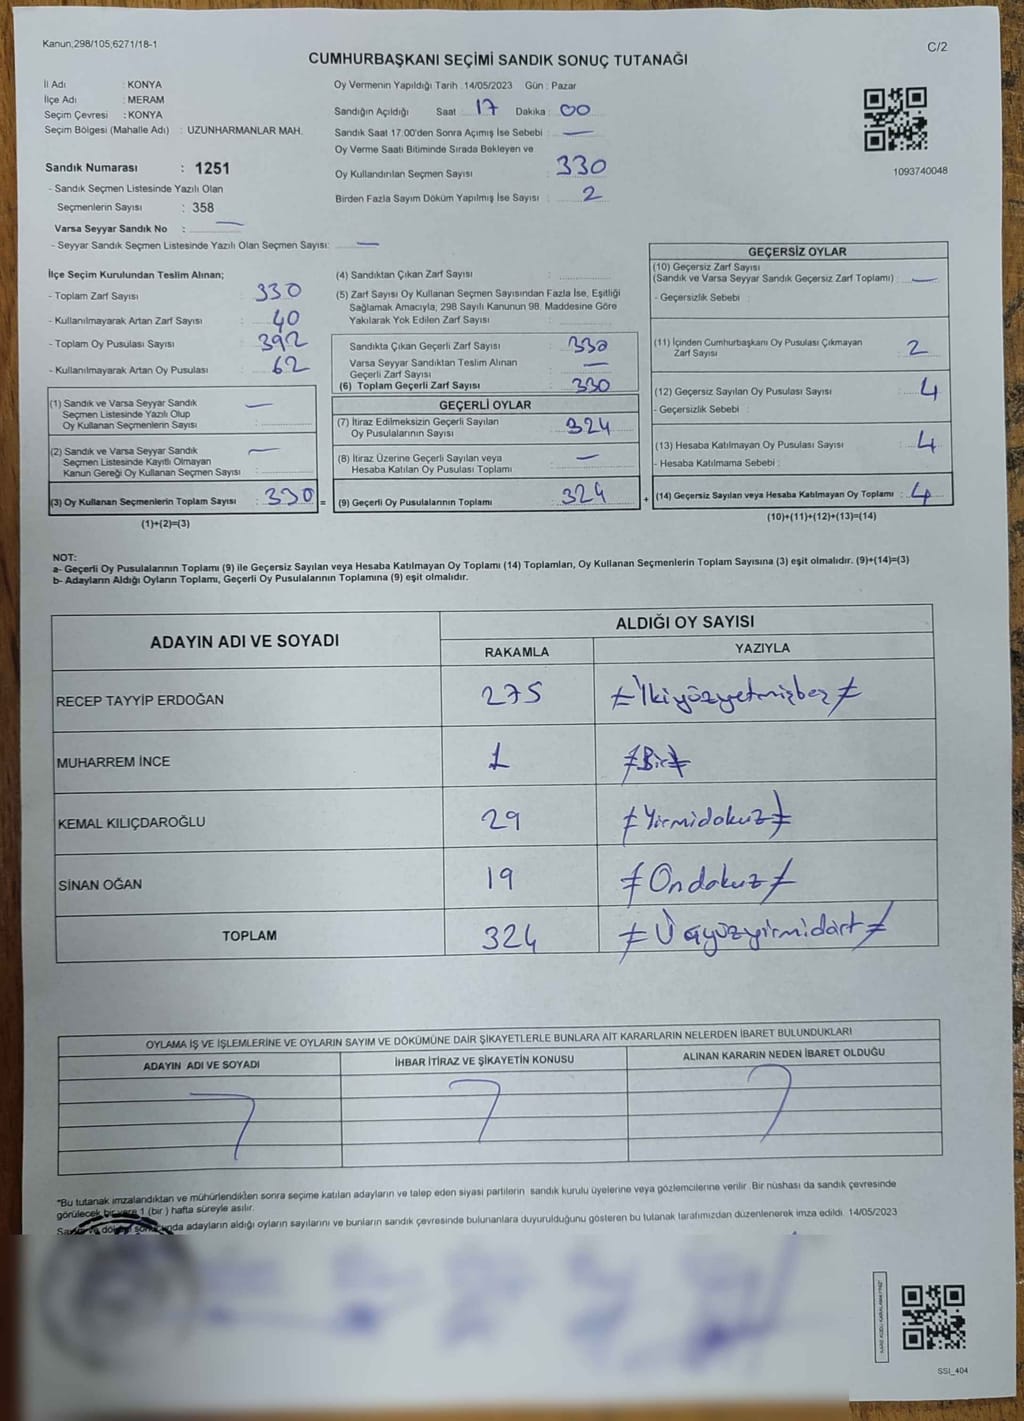 Kanun;298/105,6271/18-1
C/2
CUMHURBAŞKANI SEÇİMİ SANDIK SONUÇ TUTANAĞI
İl Adı : KONYA
İlçe Adı : MERAM
Seçim Çevresi : KONYA
Seçim Bölgesi (Mahalle Adı) : UZUNHARMANLAR MAH.
Sandık Numarası : 1251
- Sandık Seçmen Listesinde Yazılı Olan
Seçmenlerin Sayısı : 358
Varsa Seyyar Sandık No : —
- Seyyar Sandık Seçmen Listesinde Yazılı Olan Seçmen Sayısı: —
Oy Vermenin Yapıldığı Tarih :14/05/2023 Gün : Pazar
Sandığın Açıldığı Saat : 17 Dakika : 00
Sandık Saat 17:00'den Sonra Açımış İse Sebebi : —
Oy Verme Saati Bitiminde Sırada Bekleyen ve
Oy Kullandırılan Seçmen Sayısı : 330
Birden Fazla Sayım Döküm Yapılmış İse Sayısı : 2
1093740048
İlçe Seçim Kurulundan Teslim Alınan;
- Toplam Zarf Sayısı : 330
- Kullanılmayarak Artan Zarf Sayısı : 40
- Toplam Oy Pusulası Sayısı : 392
- Kullanılmayarak Artan Oy Pusulası : 62
(1) Sandık ve Varsa Seyyar Sandık —
Seçmen Listesinde Yazılı Olup
Oy Kullanan Seçmenlerin Sayısı :
(2) Sandık ve Varsa Seyyar Sandık —
Seçmen Listesinde Kayıtlı Olmayan
Kanun Gereği Oy Kullanan Seçmen Sayısı :
(3) Oy Kullanan Seçmenlerin Toplam Sayısı : 330 =
(1)+(2)=(3)
(4) Sandıktan Çıkan Zarf Sayısı :
(5) Zarf Sayısı Oy Kullanan Seçmen Sayısından Fazla İse, Eşitliği
Sağlamak Amacıyla, 298 Sayılı Kanunun 98. Maddesine Göre
Yakılarak Yok Edilen Zarf Sayısı :
Sandıkta Çıkan Geçerli Zarf Sayısı : 330
Varsa Seyyar Sandıktan Teslim Alınan —
Geçerli Zarf Sayısı
(6) Toplam Geçerli Zarf Sayısı : 330
GEÇERLİ OYLAR
(7) İtiraz Edilmeksizin Geçerli Sayılan
Oy Pusulalarının Sayısı : 324
(8) İtiraz Üzerine Geçerli Sayılan veya —
Hesaba Katılan Oy Pusulası Toplamı :
(9) Geçerli Oy Pusulalarının Toplamı : 324 +
GEÇERSİZ OYLAR
(10) Geçersiz Zarf Sayısı
(Sandık ve Varsa Seyyar Sandık Geçersiz Zarf Toplamı) : —
- Geçersizlik Sebebi :
(11) İçinden Cumhurbaşkanı Oy Pusulası Çıkmayan
Zarf Sayısı : 2
(12) Geçersiz Sayılan Oy Pusulası Sayısı : 4
- Geçersizlik Sebebi :
(13) Hesaba Katılmayan Oy Pusulası Sayısı : 4
- Hesaba Katılmama Sebebi :
(14) Geçersiz Sayılan veya Hesaba Katılmayan Oy Toplamı : 4
(10)+(11)+(12)+(13)=(14)
NOT:
a- Geçerli Oy Pusulalarının Toplamı (9) ile Geçersiz Sayılan veya Hesaba Katılmayan Oy Toplamı (14) Toplamları, Oy Kullanan Seçmenlerin Toplam Sayısına (3) eşit olmalıdır. (9)+(14)=(3)
b- Adayların Aldığı Oyların Toplamı, Geçerli Oy Pusulalarının Toplamına (9) eşit olmalıdır.
ADAYIN ADI VE SOYADI
ALDIĞI OY SAYISI
RAKAMLA YAZIYLA
RECEP TAYYİP ERDOĞAN 275 ≠İkiyüzyetmişbeş≠
MUHARREM İNCE 1 ≠Bir≠
KEMAL KILIÇDAROĞLU 29 ≠Yirmidokuz≠
SİNAN OĞAN 19 ≠Ondokuz≠
TOPLAM 324 ≠Üçyüzyirmidört≠
OYLAMA İŞ VE İŞLEMLERİNE VE OYLARIN SAYIM VE DÖKÜMÜNE DAİR ŞİKAYETLERLE BUNLARA AİT KARARLARIN NELERDEN İBARET BULUNDUKLARI
ADAYIN ADI VE SOYADI İHBAR İTİRAZ VE ŞİKAYETİN KONUSU ALINAN KARARIN NEDEN İBARET OLDUĞU
"Bu tutanak imzalandıktan ve mühürlendikten sonra seçime katılan adayların ve talep eden siyasi partilerin sandık kurulu üyelerine veya gözlemcilerine verilir. Bir nüshası da sandık çevresinde
görülecek bir yere 1 (bir ) hafta süreyle asılır.
Sayım ve döküm sonucunda adayların aldığı oyların sayılarını ve bunların sandık çevresinde bulunanlara duyurulduğunu gösteren bu tutanak tarafımızdan düzenlenerek imza edildi. 14/05/2023
SSI_404